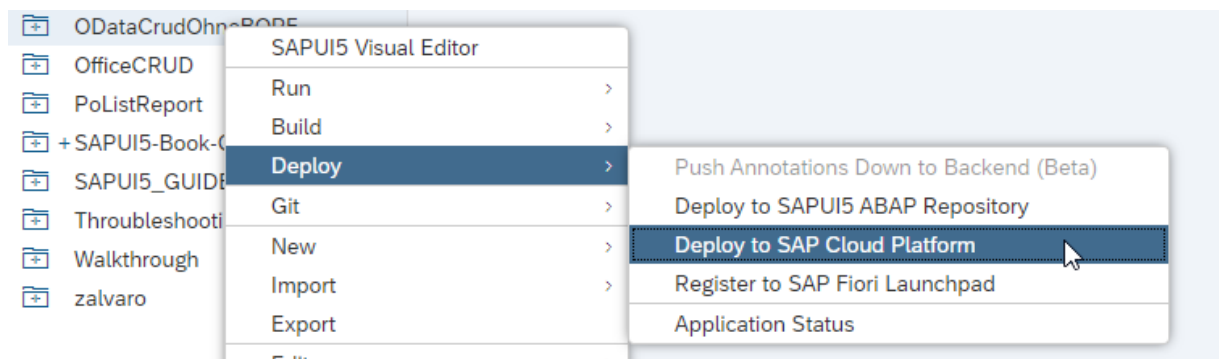 ODataCrudOhneBOPF
OfficeCRUD
PoListReport
+ SAPUI5-Book-
SAPUI5_GUIDE
Throubleshooti
Walkthrough
zalvaro
SAPUI5 Visual Editor
Run
Build
Deploy
Git
New
Import
Export
Push Annotations Down to Backend (Beta)
Deploy to SAPUI5 ABAP Repository
Deploy to SAP Cloud Platform
Register to SAP Fiori Launchpad
Application Status